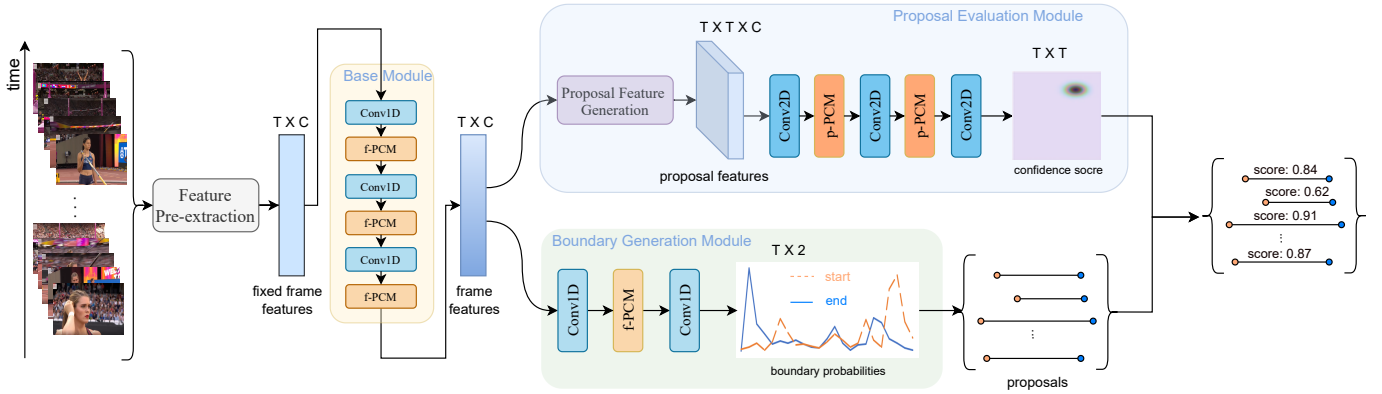 time
Feature
Pre-extraction
T X C
fixed frame
features
Base Module
Conv1D
f-PCM
Conv1D
f-PCM
Conv1D
f-PCM
T X C
frame
features
Proposal Evaluation Module
Proposal Feature
Generation
T X T X C
proposal features
Conv2D
p-PCM
Conv2D
p-PCM
Conv2D
T X T
confidence socre
Boundary Generation Module
Conv1D
f-PCM
Conv1D
T X 2
start
end
boundary probabilities
proposals
score: 0.84
score: 0.62
score: 0.91
score: 0.87